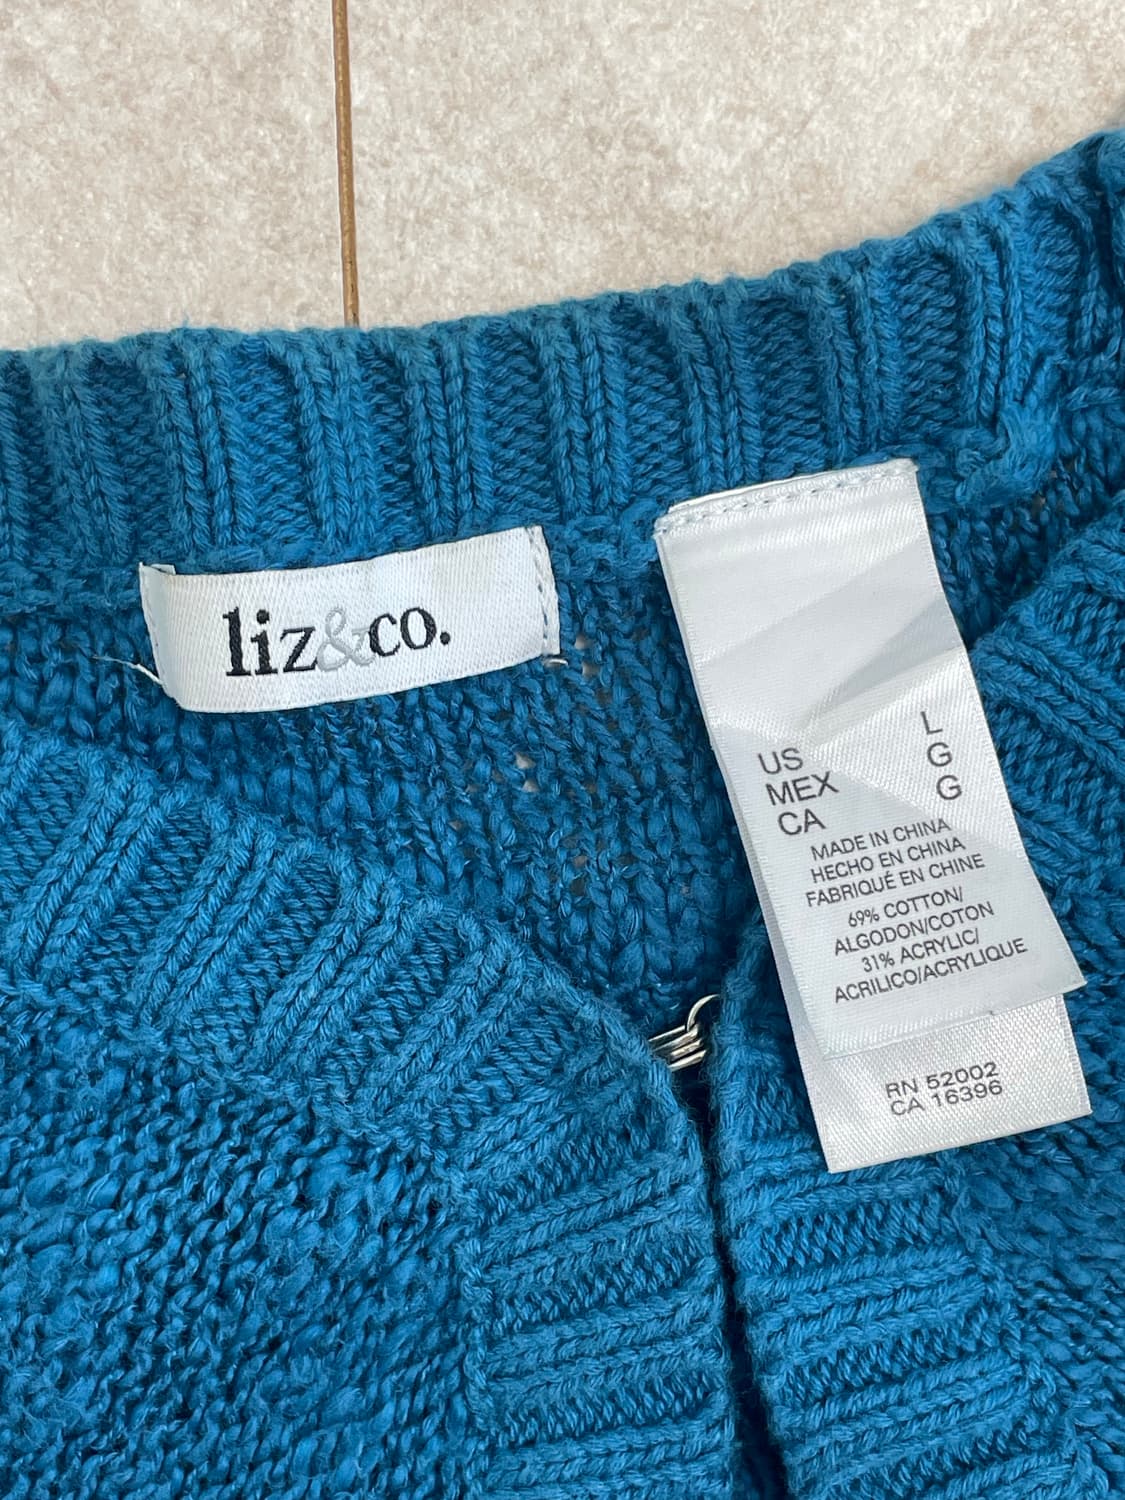 liz&co.
US L
MEX G
CA G
MADE IN CHINA
HECHO EN CHINA
FABRIQUÉ EN CHINE
69% COTTON/
ALGODON/COTON
31% ACRYLIC/
ACRILICO/ACRYLIQUE
RN 52002
CA 16396